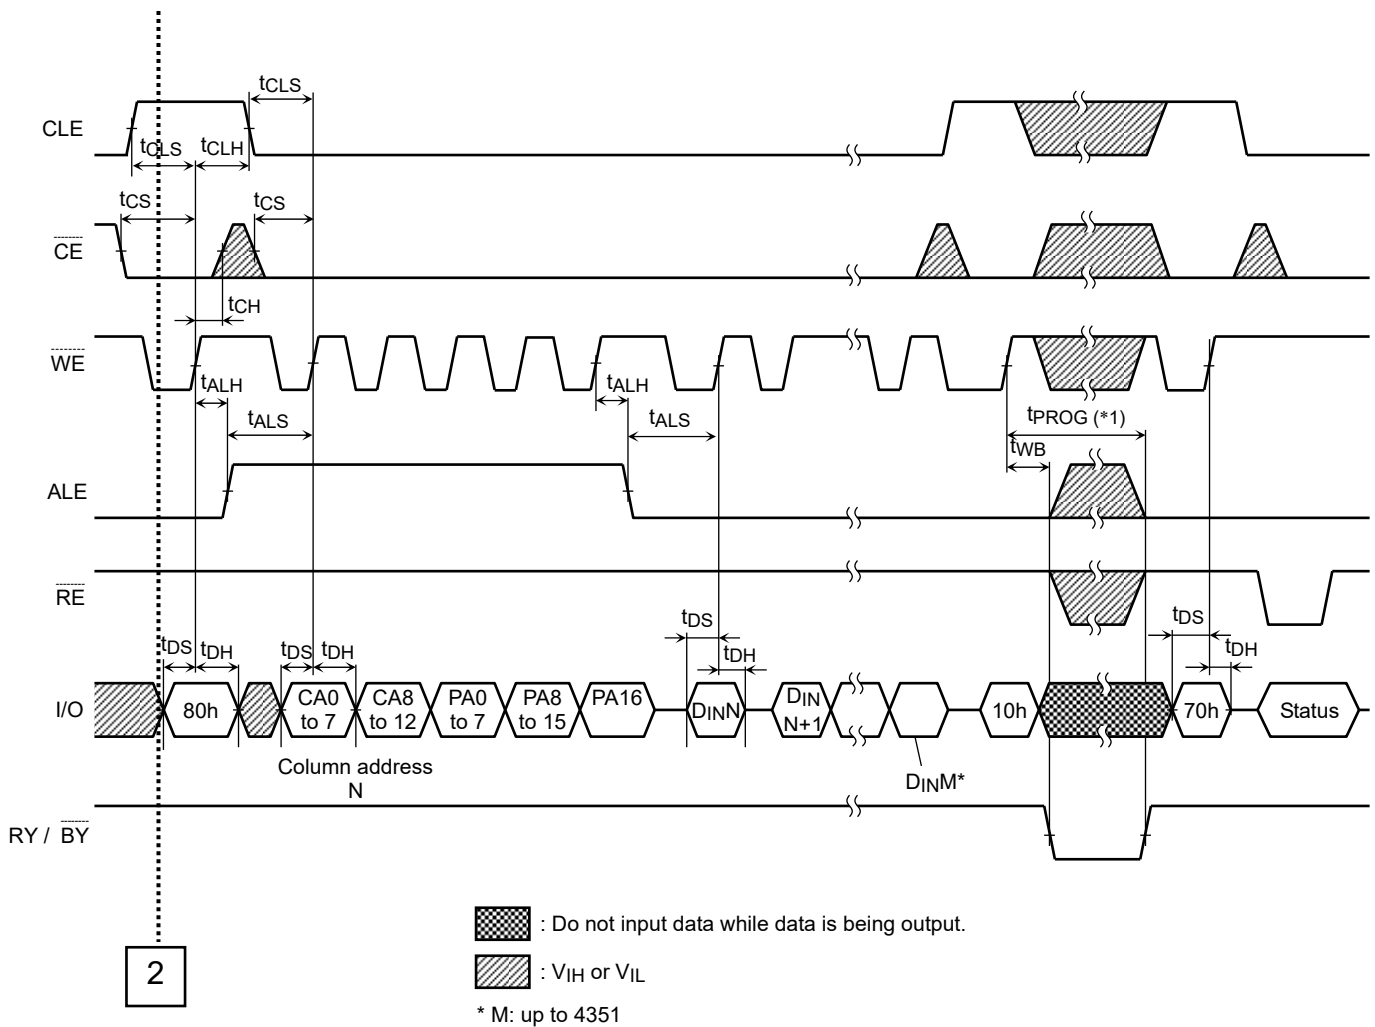 tCLS
CLE
tCLS tCLH
tCS tCS
CE
tCH
WE
tALH tALH
tALS tALS tPROG (*1)
tWB
ALE
RE
tDS tDS
tDS tDH tDS tDH tDH tDH
I/O 80h CA0 to 7 CA8 to 12 PA0 to 7 PA8 to 15 PA16 DINN DIN N+1 10h 70h Status
Column address
N
DINM*
RY / BY
: Do not input data while data is being output.
2
: VIH or VIL
* M: up to 4351